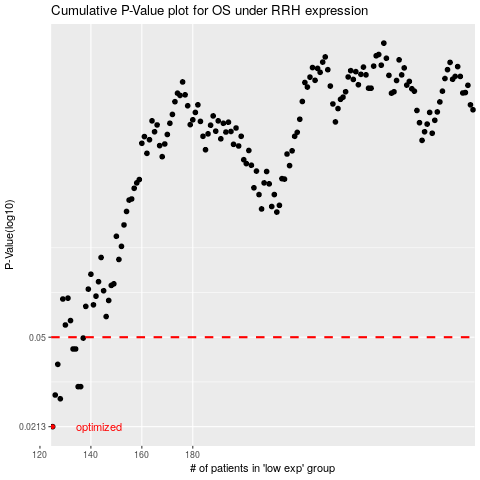 Cumulative P-Value plot for OS under RRH expression
P-Value(log10)
0.05
0.0213
optimized
120 140 160 180
# of patients in 'low exp' group